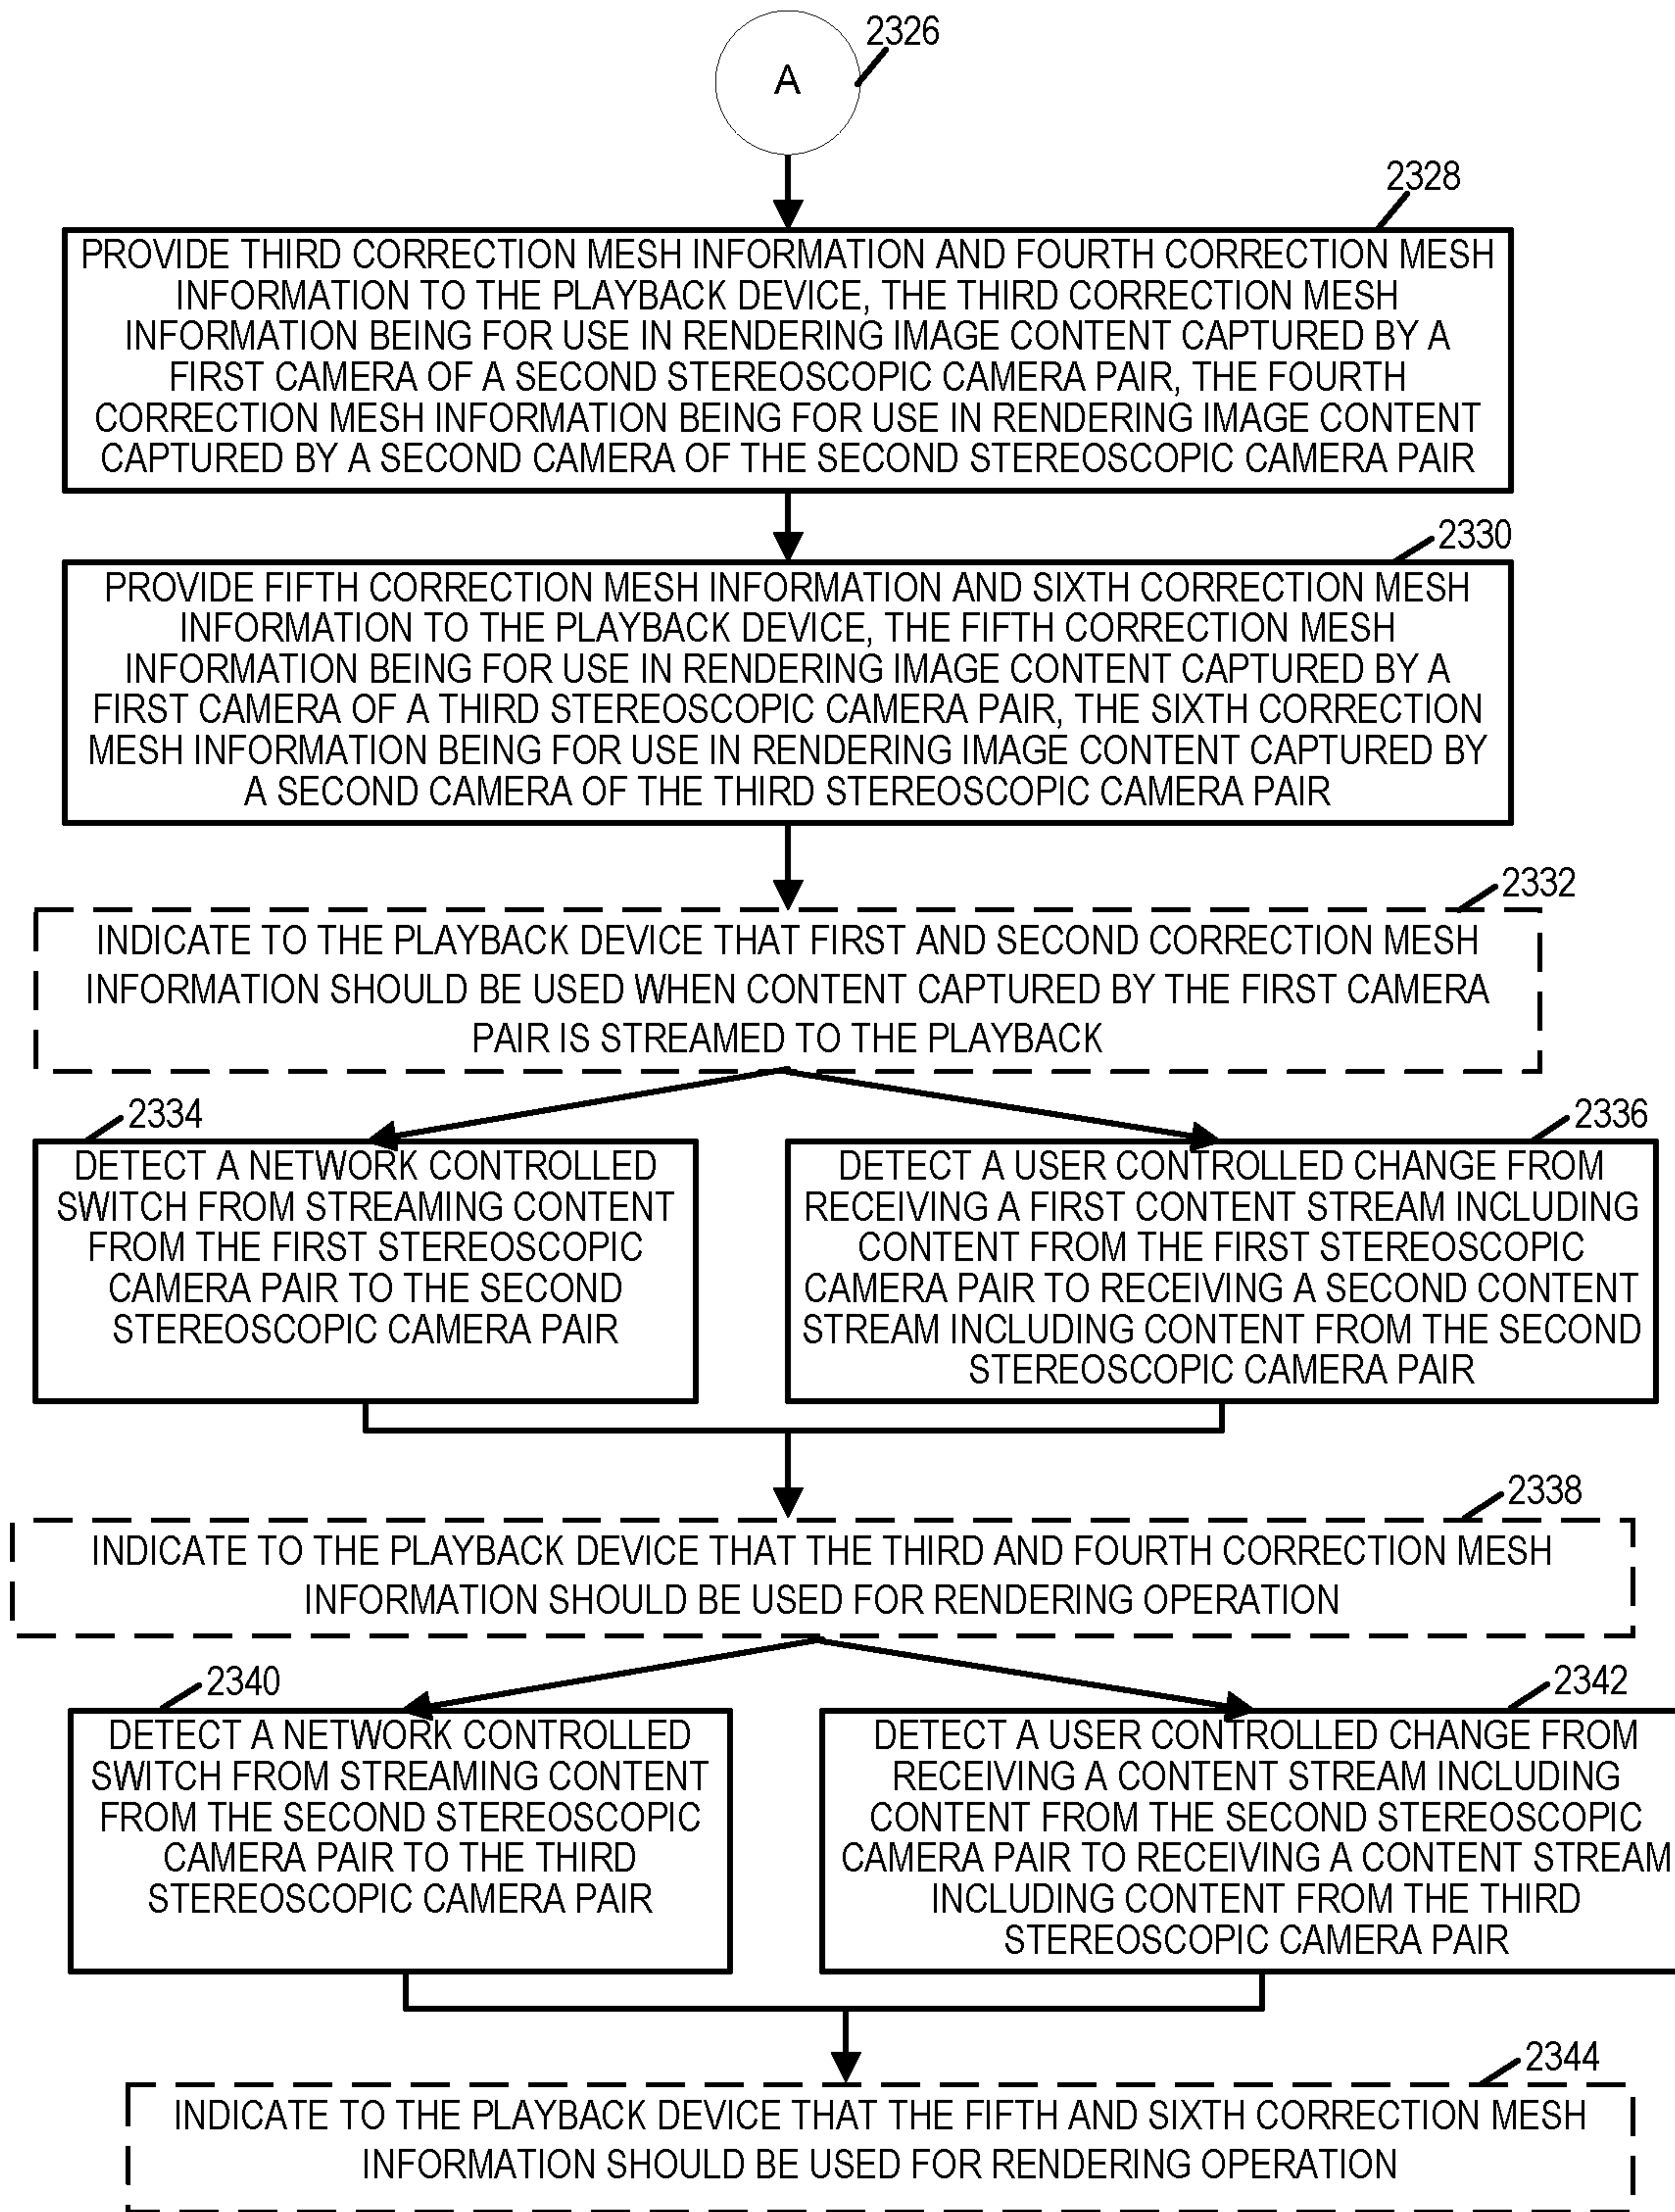 2326
A
2328
PROVIDE THIRD CORRECTION MESH INFORMATION AND FOURTH CORRECTION MESH
INFORMATION TO THE PLAYBACK DEVICE, THE THIRD CORRECTION MESH
INFORMATION BEING FOR USE IN RENDERING IMAGE CONTENT CAPTURED BY A
FIRST CAMERA OF A SECOND STEREOSCOPIC CAMERA PAIR, THE FOURTH
CORRECTION MESH INFORMATION BEING FOR USE IN RENDERING IMAGE CONTENT
CAPTURED BY A SECOND CAMERA OF THE SECOND STEREOSCOPIC CAMERA PAIR
2330
PROVIDE FIFTH CORRECTION MESH INFORMATION AND SIXTH CORRECTION MESH
INFORMATION TO THE PLAYBACK DEVICE, THE FIFTH CORRECTION MESH
INFORMATION BEING FOR USE IN RENDERING IMAGE CONTENT CAPTURED BY A
FIRST CAMERA OF A THIRD STEREOSCOPIC CAMERA PAIR, THE SIXTH CORRECTION
MESH INFORMATION BEING FOR USE IN RENDERING IMAGE CONTENT CAPTURED BY
A SECOND CAMERA OF THE THIRD STEREOSCOPIC CAMERA PAIR
2332
INDICATE TO THE PLAYBACK DEVICE THAT FIRST AND SECOND CORRECTION MESH
INFORMATION SHOULD BE USED WHEN CONTENT CAPTURED BY THE FIRST CAMERA
PAIR IS STREAMED TO THE PLAYBACK
2334
DETECT A NETWORK CONTROLLED
SWITCH FROM STREAMING CONTENT
FROM THE FIRST STEREOSCOPIC
CAMERA PAIR TO THE SECOND
STEREOSCOPIC CAMERA PAIR
2336
DETECT A USER CONTROLLED CHANGE FROM
RECEIVING A FIRST CONTENT STREAM INCLUDING
CONTENT FROM THE FIRST STEREOSCOPIC
CAMERA PAIR TO RECEIVING A SECOND CONTENT
STREAM INCLUDING CONTENT FROM THE SECOND
STEREOSCOPIC CAMERA PAIR
2338
INDICATE TO THE PLAYBACK DEVICE THAT THE THIRD AND FOURTH CORRECTION MESH
INFORMATION SHOULD BE USED FOR RENDERING OPERATION
2340
DETECT A NETWORK CONTROLLED
SWITCH FROM STREAMING CONTENT
FROM THE SECOND STEREOSCOPIC
CAMERA PAIR TO THE THIRD
STEREOSCOPIC CAMERA PAIR
2342
DETECT A USER CONTROLLED CHANGE FROM
RECEIVING A CONTENT STREAM INCLUDING
CONTENT FROM THE SECOND STEREOSCOPIC
CAMERA PAIR TO RECEIVING A CONTENT STREAM
INCLUDING CONTENT FROM THE THIRD
STEREOSCOPIC CAMERA PAIR
2344
INDICATE TO THE PLAYBACK DEVICE THAT THE FIFTH AND SIXTH CORRECTION MESH
INFORMATION SHOULD BE USED FOR RENDERING OPERATION